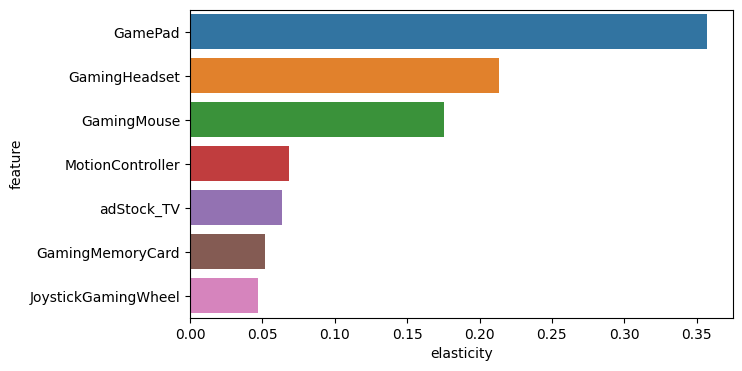 GamePad
GamingHeadset
GamingMouse
MotionController
adStock_TV
GamingMemoryCard
JoystickGamingWheel
feature
0.00 0.05 0.10 0.15 0.20 0.25 0.30 0.35
elasticity